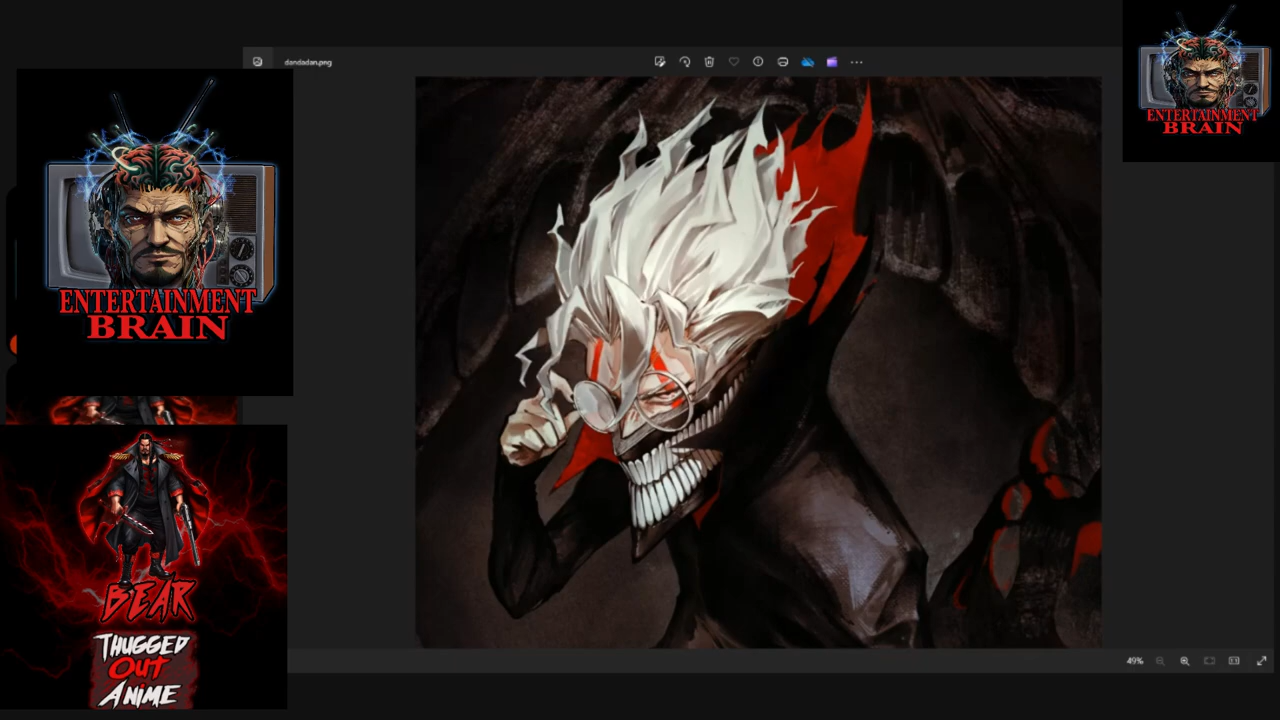 dandadan.png
ENTERTAINMENT
BRAIN
ENTERTAINMENT
BRAIN
BEAR
THUGGED
OUT
ANIME
49%